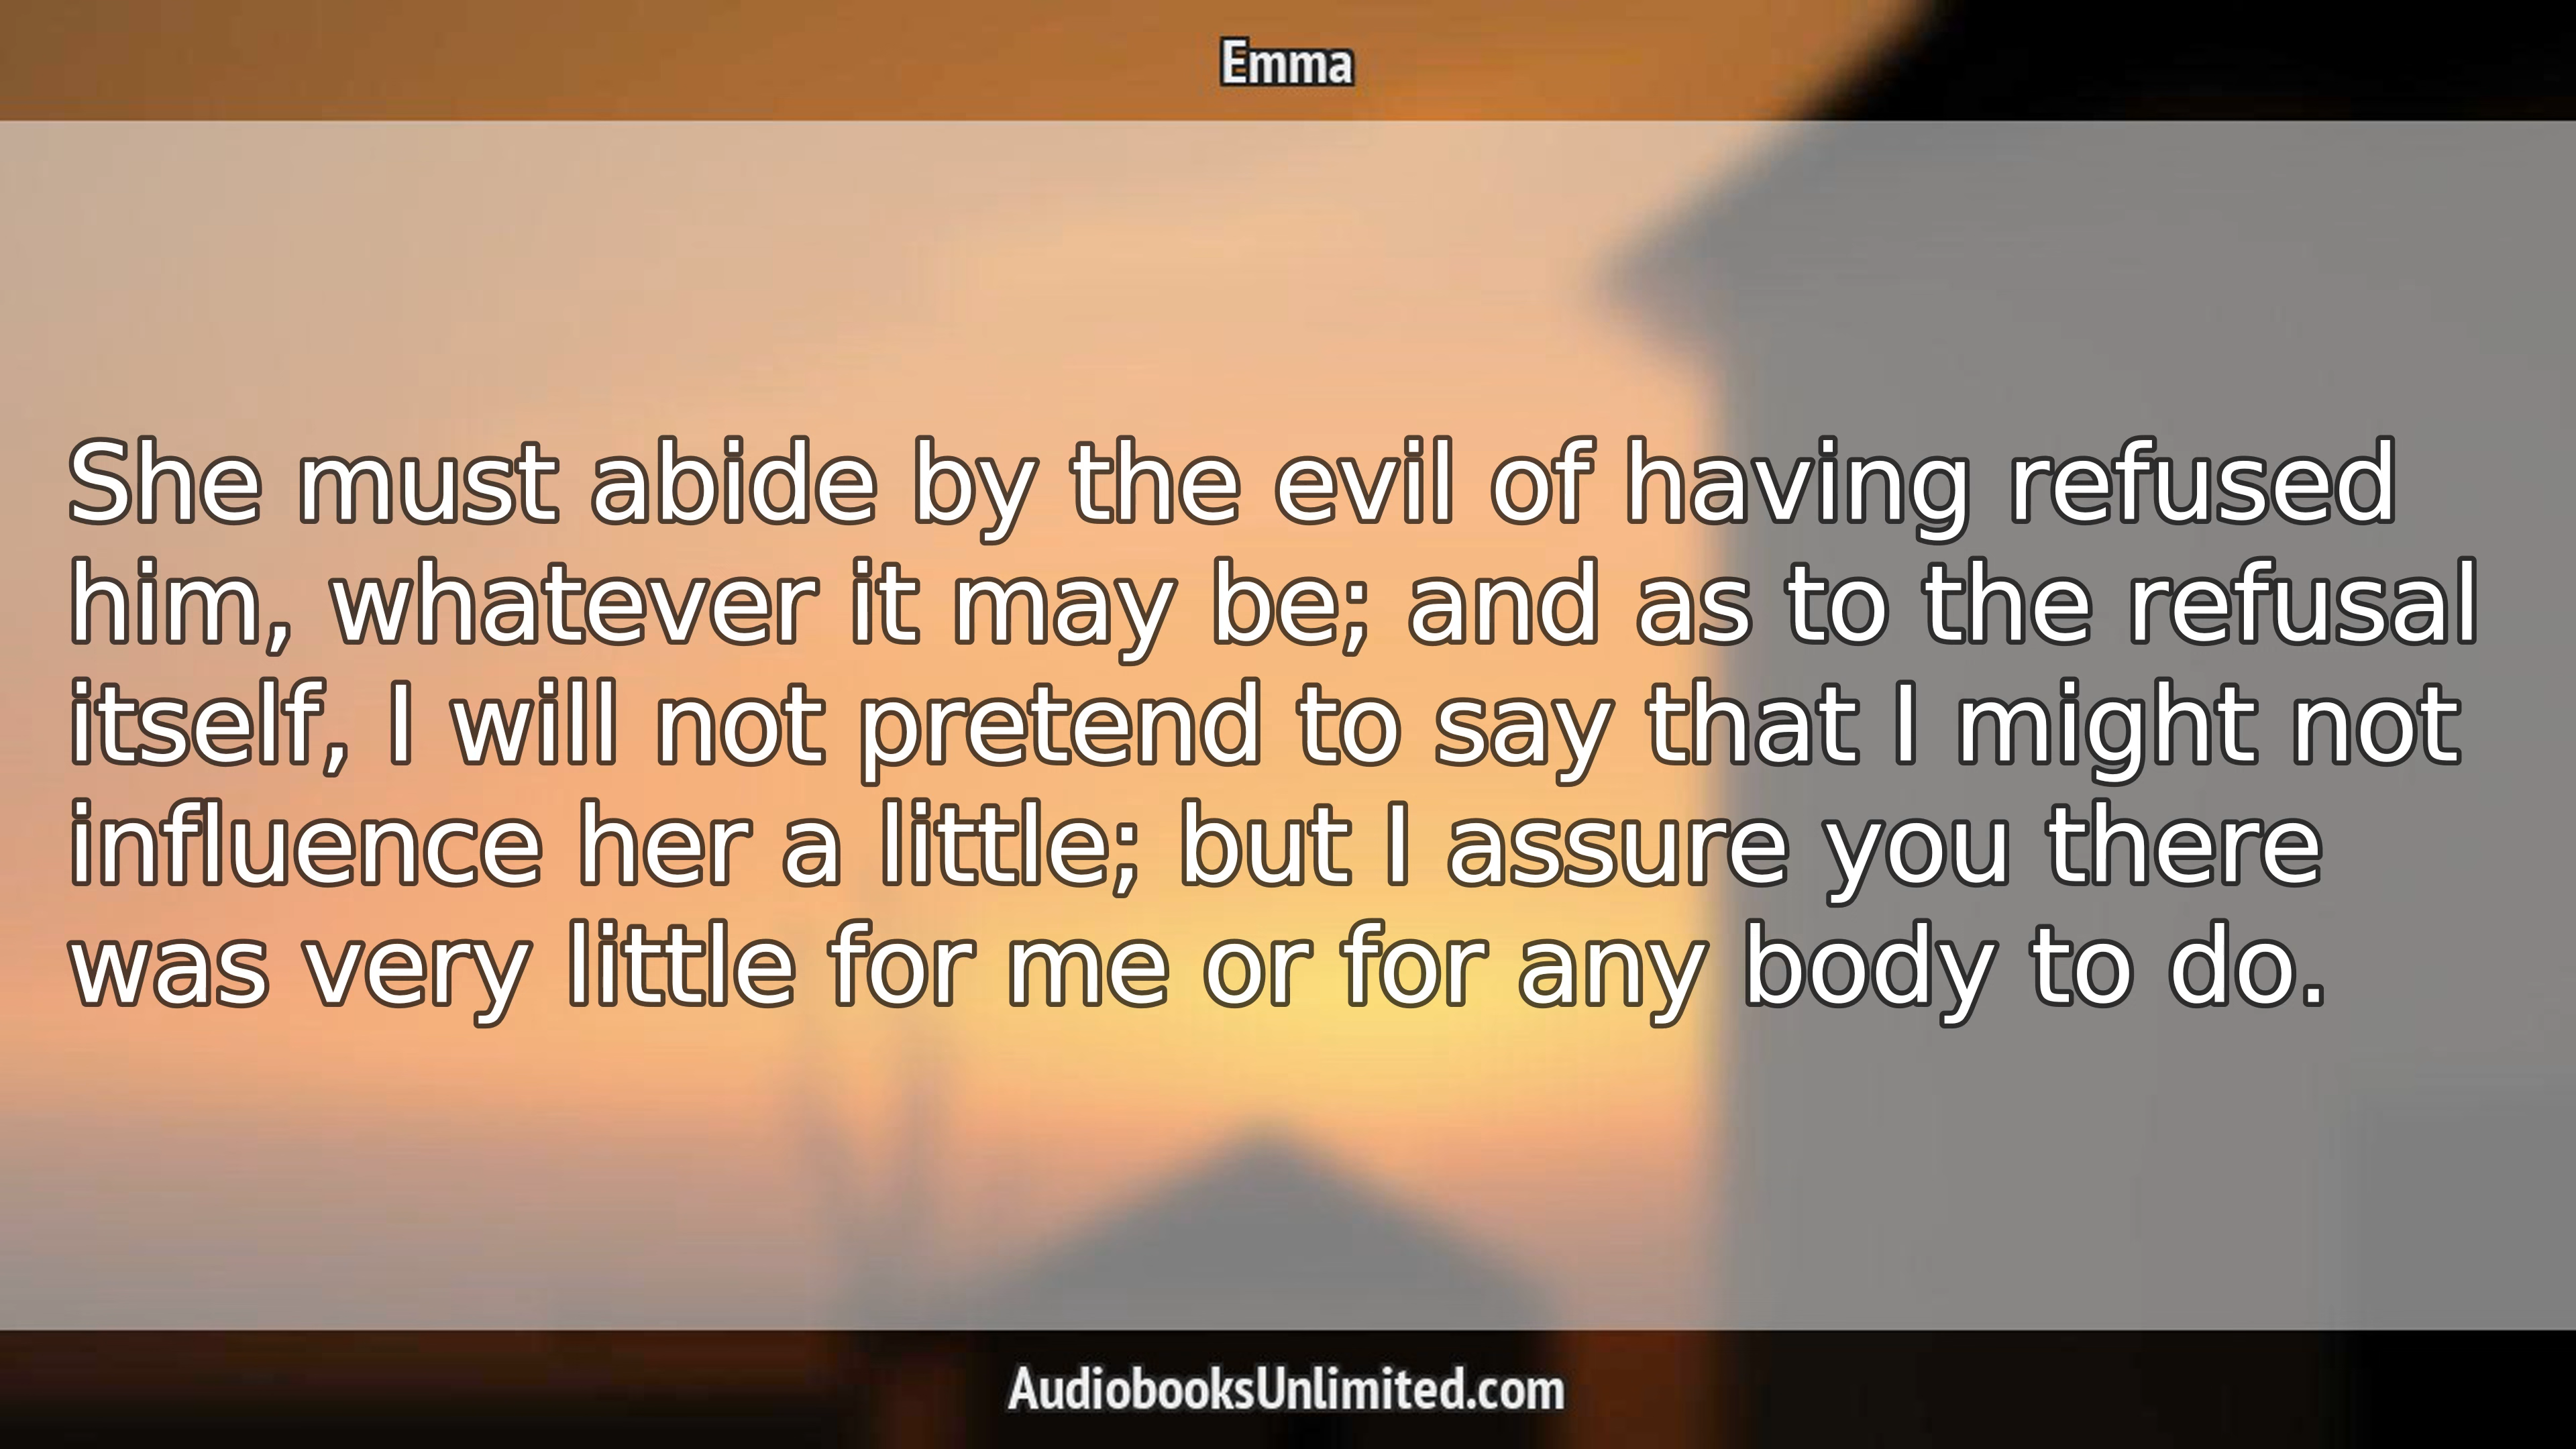 Emma
She must abide by the evil of having refused
him, whatever it may be; and as to the refusal
itself, I will not pretend to say that I might not
influence her a little; but I assure you there
was very little for me or for any body to do.
AudiobooksUnlimited.com